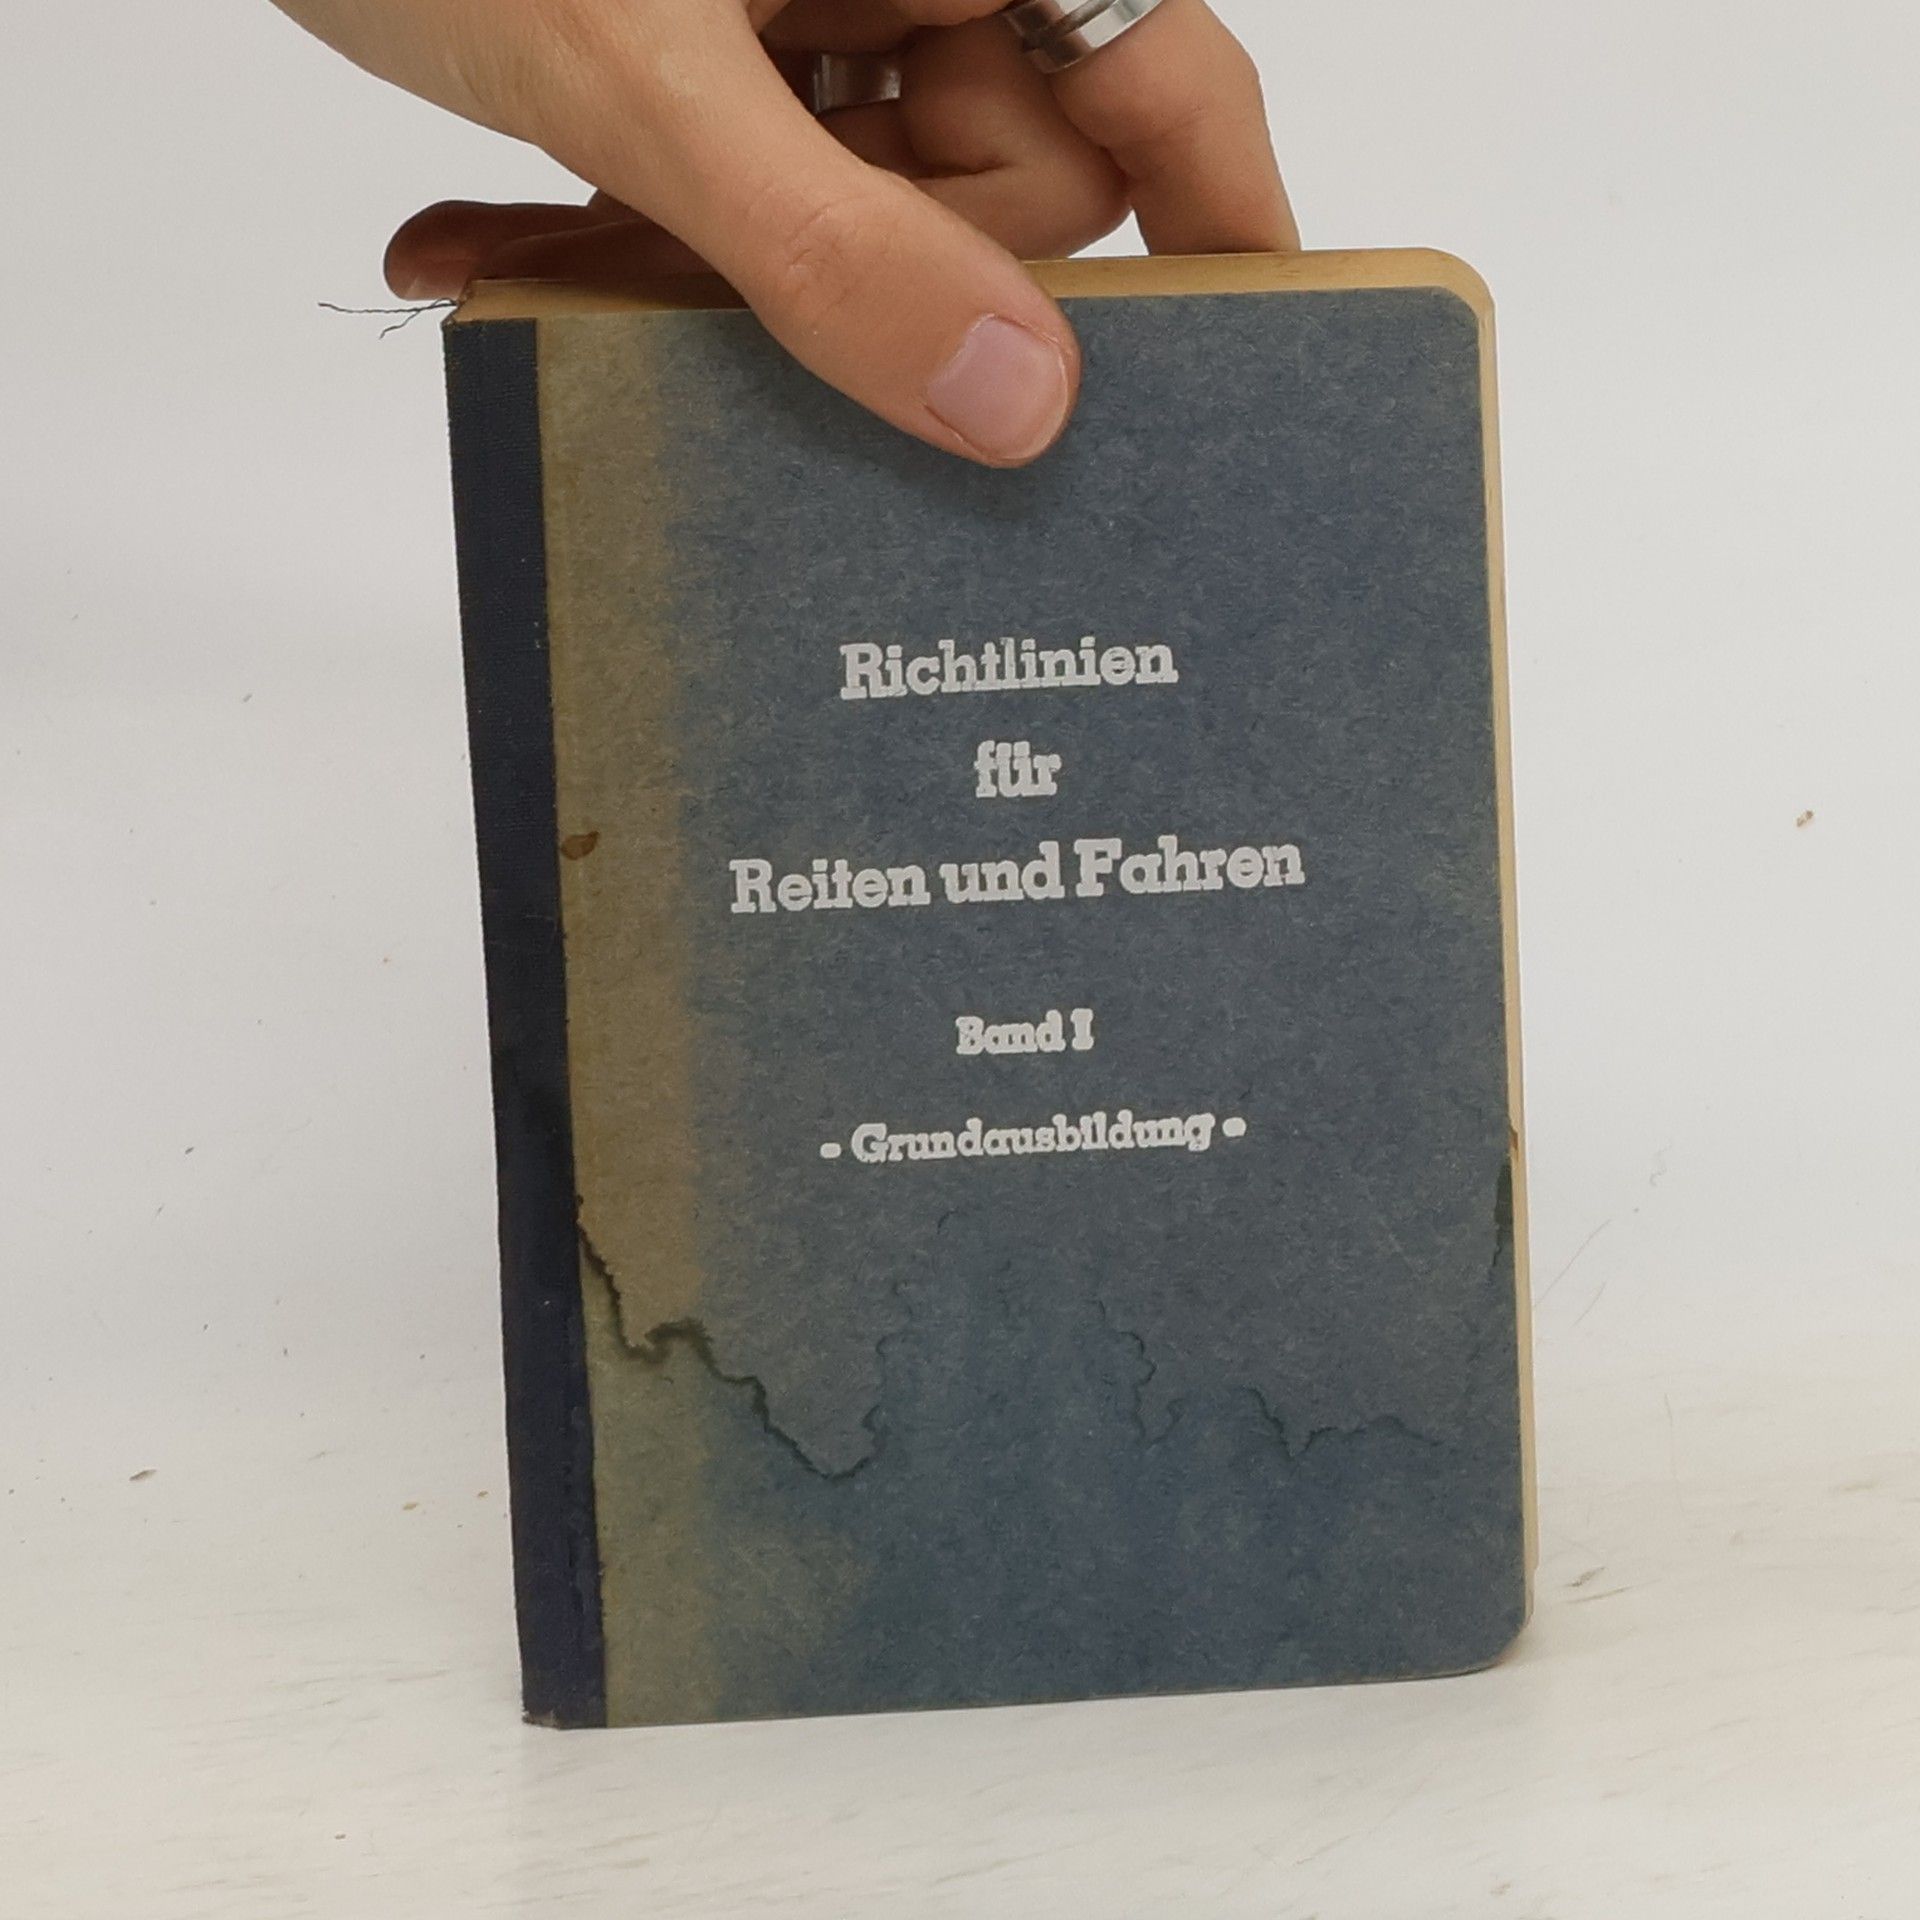 Richtlinien
für
Reiten und Fahren
Band I
- Grundausbildung -